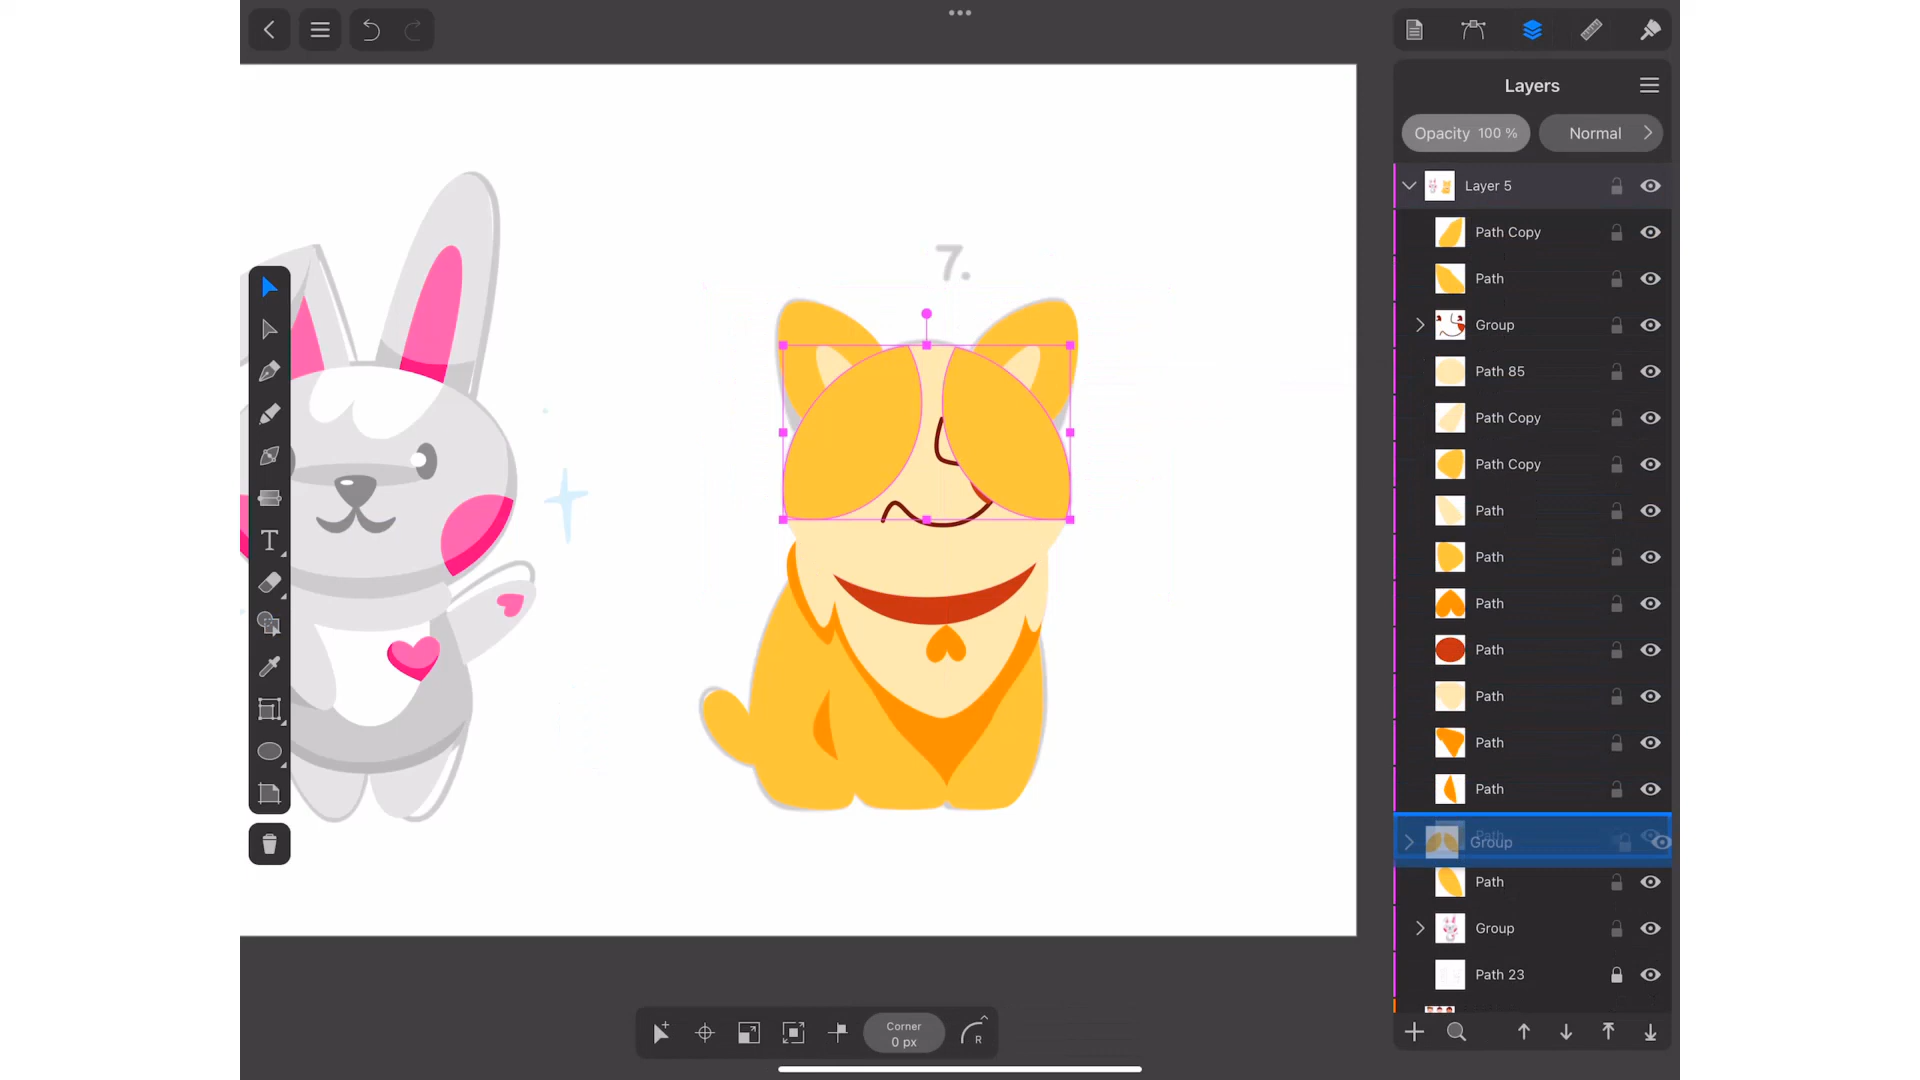 Layers
Opacity 100 %
Normal
Layer 5
Path Copy
Path
Group
Path 85
Path Copy
Path Copy
Path
Path
Path
Path
Path
Path
Path
Path
Group
Path
Group
Path 23
7.
T
Corner
0 px
R